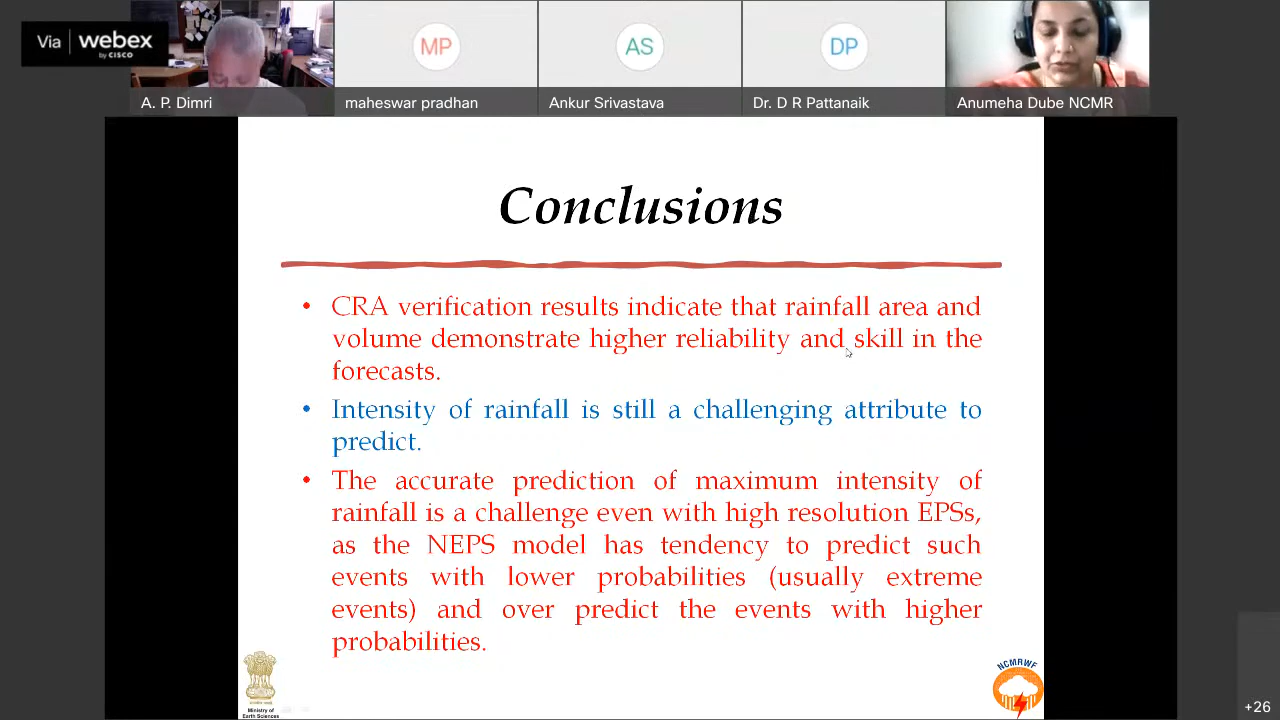 Via webex
by CISCO
MP
AS
DP
A. P. Dimri
maheswar pradhan
Ankur Srivastava
Dr. D R Pattanaik
Anumeha Dube NCMR
Conclusions
• CRA verification results indicate that rainfall area and
volume demonstrate higher reliability and skill in the
forecasts.
• Intensity of rainfall is still a challenging attribute to
predict.
• The accurate prediction of maximum intensity of
rainfall is a challenge even with high resolution EPSs,
as the NEPS model has tendency to predict such
events with lower probabilities (usually extreme
events) and over predict the events with higher
probabilities.
Ministry of
Earth Sciences
NCMRWF
+26